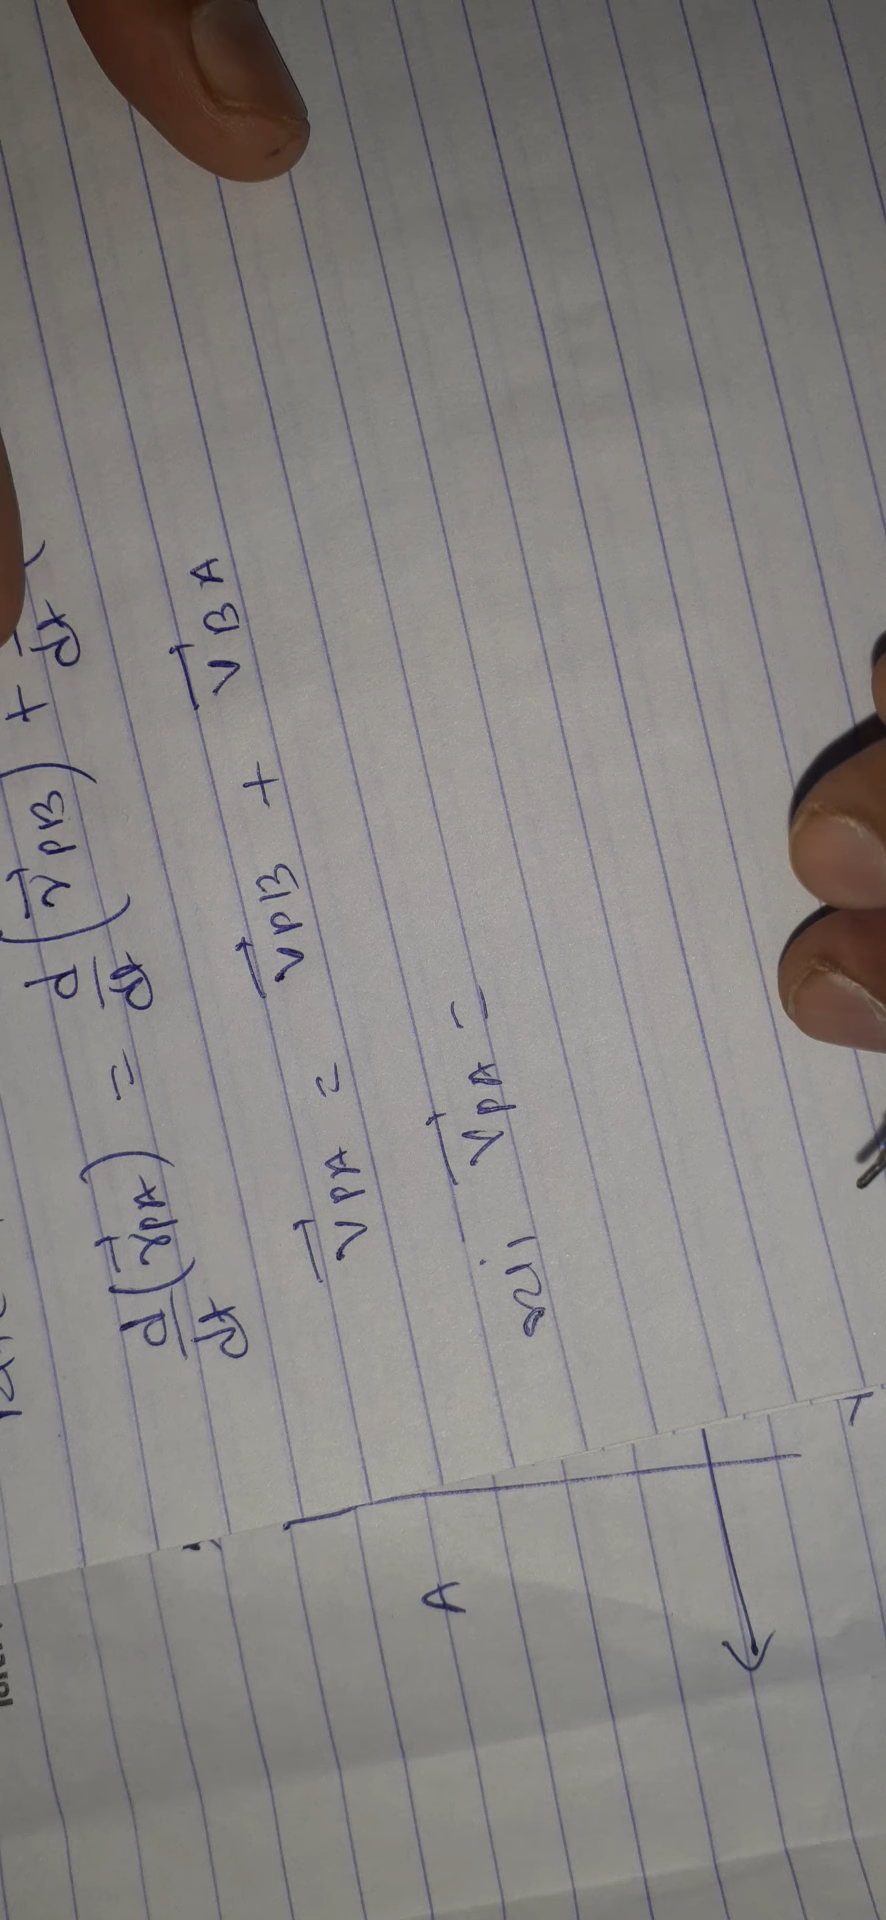 d/dt (r⃗PA) = d/dt (r⃗PB) + d/dt (
V⃗PA = V⃗PB + V⃗BA
V⃗PA =
A